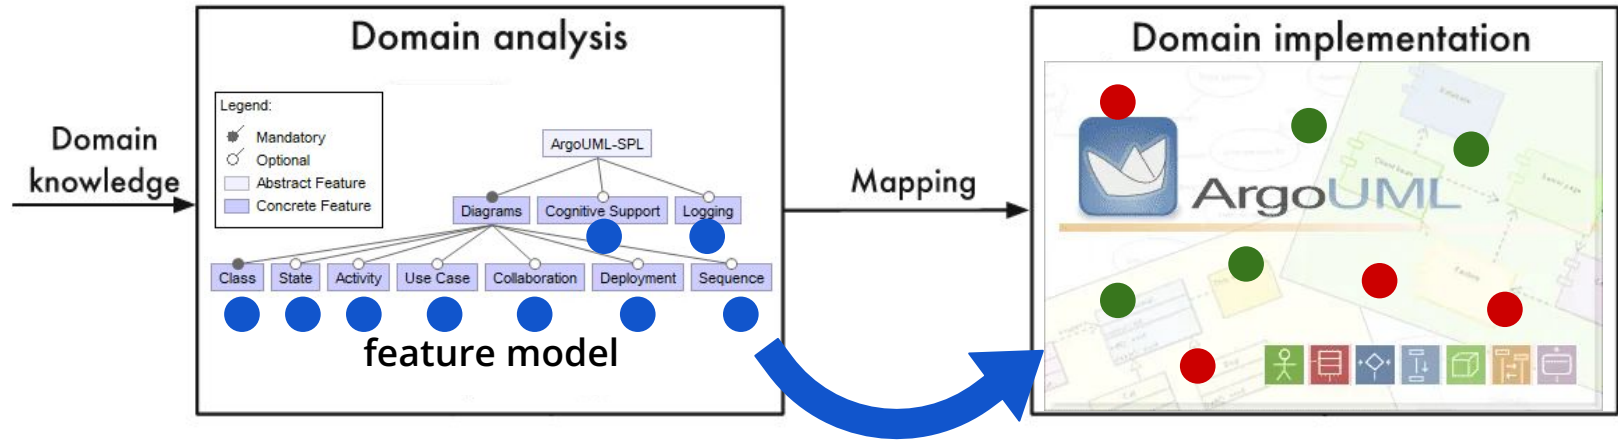 Domain
knowledge
Domain analysis
Legend:
Mandatory
Optional
Abstract Feature
Concrete Feature
ArgoUML-SPL
Diagrams
Cognitive Support
Logging
Class
State
Activity
Use Case
Collaboration
Deployment
Sequence
feature model
Mapping
Domain implementation
ArgoUML